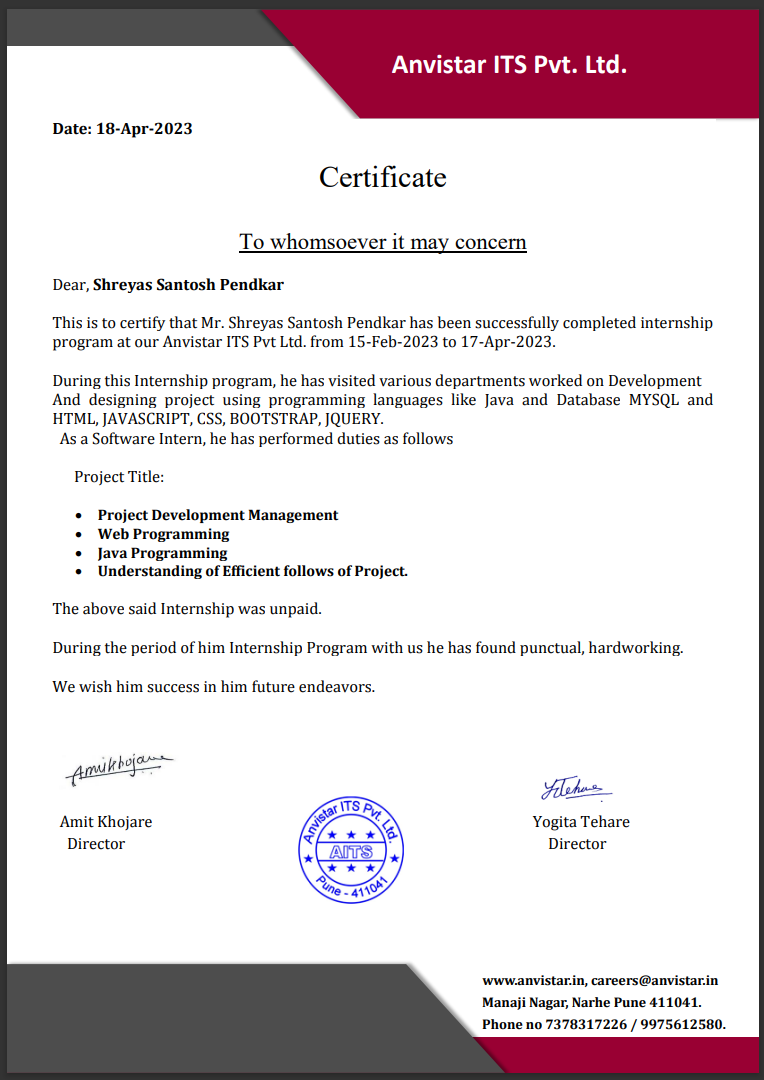 Anvistar ITS Pvt. Ltd.
Date: 18-Apr-2023
Certificate
To whomsoever it may concern
Dear, Shreyas Santosh Pendkar
This is to certify that Mr. Shreyas Santosh Pendkar has been successfully completed internship
program at our Anvistar ITS Pvt Ltd. from 15-Feb-2023 to 17-Apr-2023.
During this Internship program, he has visited various departments worked on Development
And designing project using programming languages like Java and Database MYSQL and
HTML, JAVASCRIPT, CSS, BOOTSTRAP, JQUERY.
As a Software Intern, he has performed duties as follows
Project Title:
• Project Development Management
• Web Programming
• Java Programming
• Understanding of Efficient follows of Project.
The above said Internship was unpaid.
During the period of him Internship Program with us he has found punctual, hardworking.
We wish him success in him future endeavors.
Amikhojare
YTehare
Amit Khojare
Director
Anvistar ITS Pvt. Ltd.
AITS
Pune - 411041
Yogita Tehare
Director
www.anvistar.in, careers@anvistar.in
Manaji Nagar, Narhe Pune 411041.
Phone no 7378317226 / 9975612580.